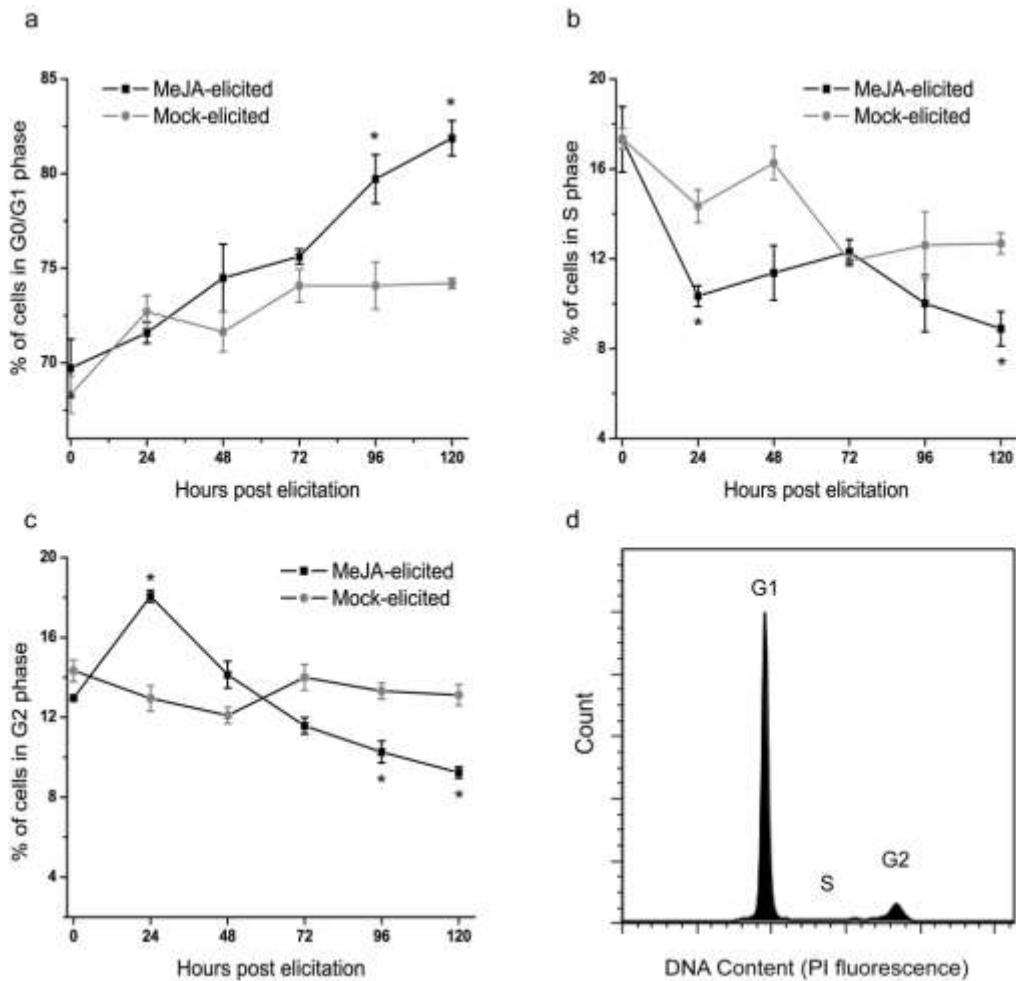 a
MeJA-elicited
Mock-elicited
% of cells in G0/G1 phase
85
80
75
70
*
*
0 24 48 72 96 120
Hours post elicitation
b
MeJA-elicited
Mock-elicited
% of cells in S phase
20
16
12
8
4
*
*
0 24 48 72 96 120
Hours post elicitation
c
MeJA-elicited
Mock-elicited
% of cells in G2 phase
20
16
12
8
4
*
*
*
0 24 48 72 96 120
Hours post elicitation
d
G1
S
G2
Count
DNA Content (PI fluorescence)